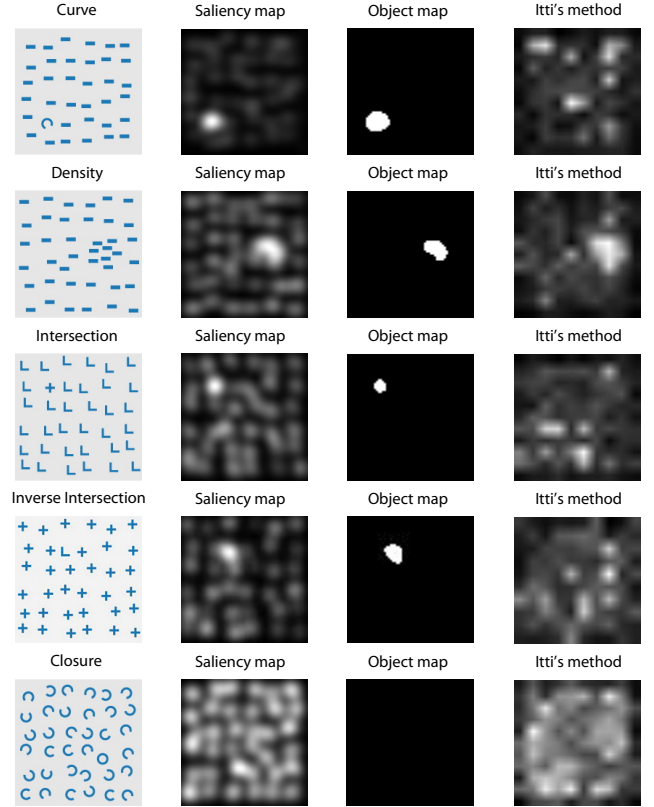 Curve Saliency map Object map Itti's method
Density Saliency map Object map Itti's method
Intersection Saliency map Object map Itti's method
Inverse Intersection Saliency map Object map Itti's method
Closure Saliency map Object map Itti's method